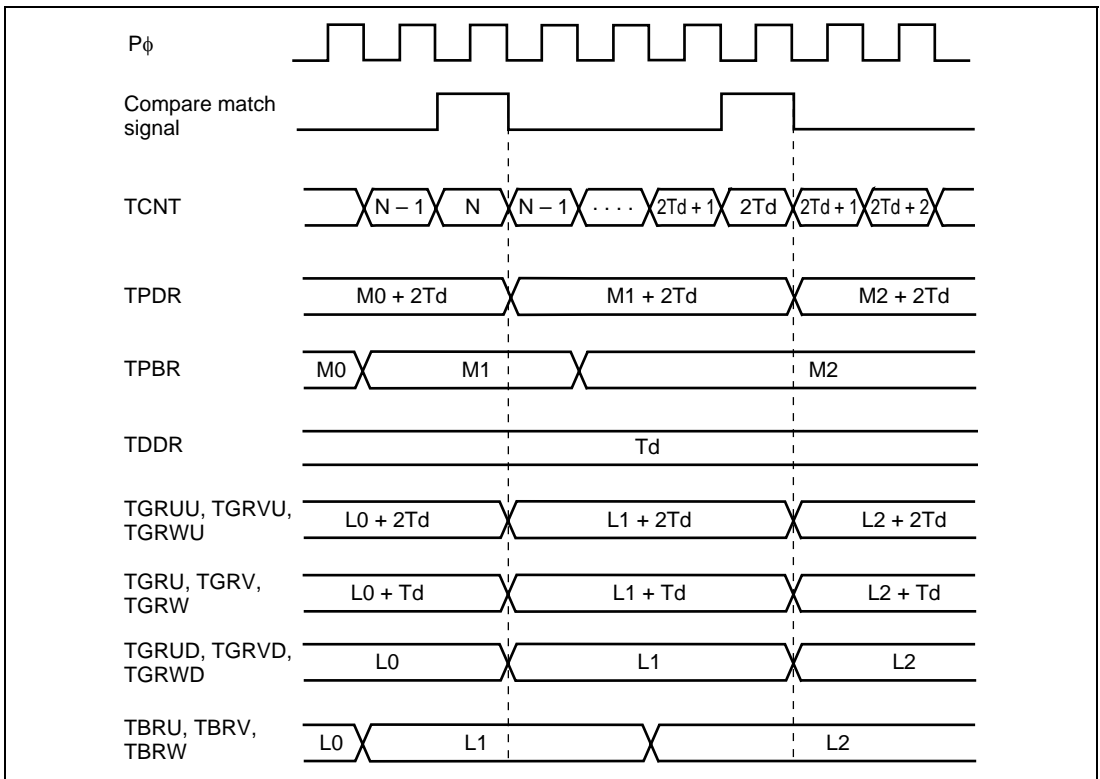 Pϕ
Compare match
signal
TCNT
N – 1
N
N – 1
· · · ·
2Td + 1
2Td
2Td + 1
2Td + 2
TPDR
M0 + 2Td
M1 + 2Td
M2 + 2Td
TPBR
M0
M1
M2
TDDR
Td
TGRUU, TGRVU,
TGRWU
L0 + 2Td
L1 + 2Td
L2 + 2Td
TGRU, TGRV,
TGRW
L0 + Td
L1 + Td
L2 + Td
TGRUD, TGRVD,
TGRWD
L0
L1
L2
TBRU, TBRV,
TBRW
L0
L1
L2